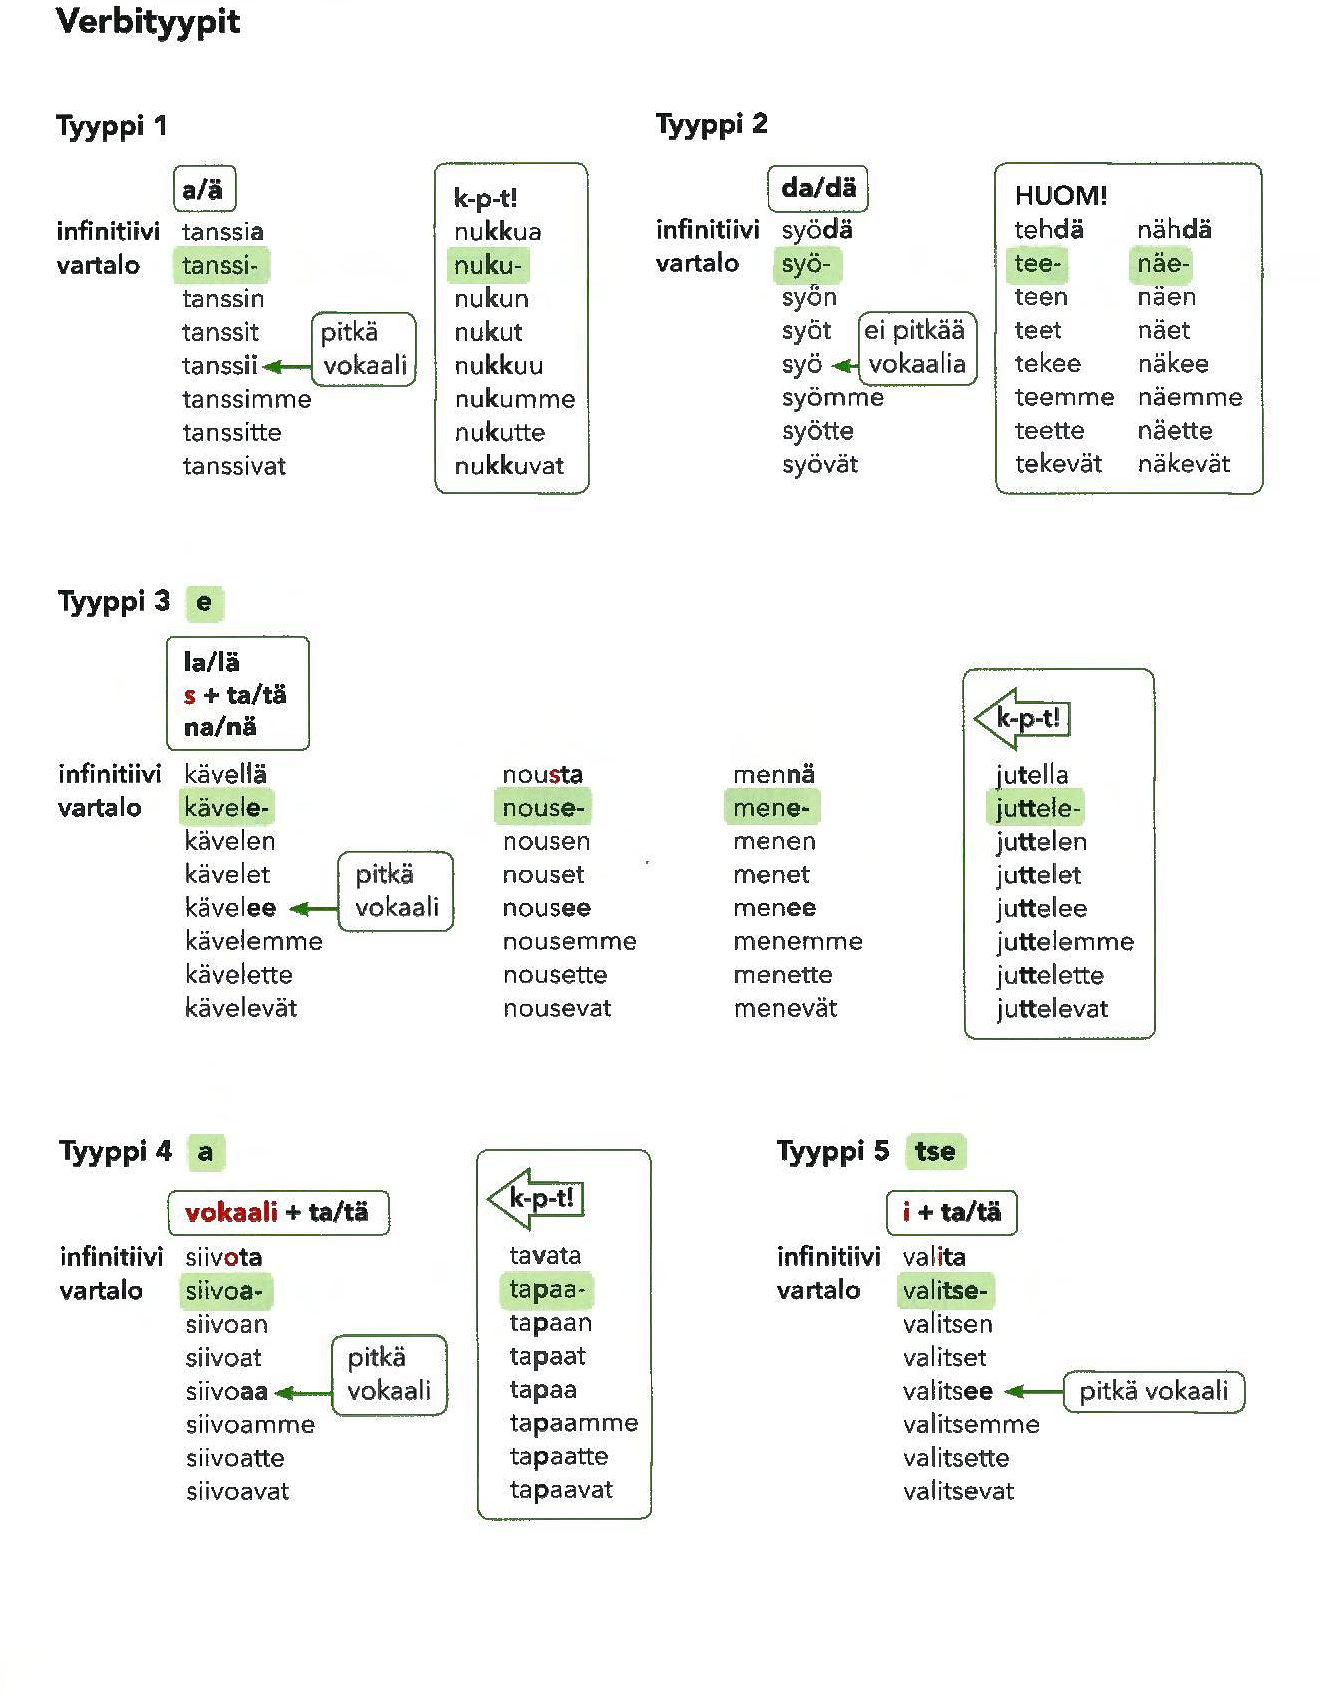 Verbityypit
Tyyppi 1
a/ä
infinitiivi tanssia
vartalo tanssi-
tanssin
tanssit
tanssii
tanssimme
tanssitte
tanssivat
pitkä
vokaali
k-p-t!
nukkua
nuku-
nukun
nukut
nukkuu
nukumme
nukutte
nukkuvat
Tyyppi 2
da/dä
infinitiivi syödä
vartalo syö-
syön
syöt
syö
syömme
syötte
syövät
ei pitkää
vokaalia
HUOM!
tehdä nähdä
tee- näe-
teen näen
teet näet
tekee näkee
teemme näemme
teette näette
tekevät näkevät
Tyyppi 3 e
la/lä
s + ta/tä
na/nä
infinitiivi kävellä
vartalo kävele-
kävelen
kävelet
kävelee
kävelemme
kävelette
kävelevät
pitkä
vokaali
nousta
nouse-
nousen
nouset
nousee
nousemme
nousette
nousevat
mennä
mene-
menen
menet
menee
menemme
menette
menevät
k-p-t!
jutella
juttele-
juttelen
juttelet
juttelee
juttelemme
juttelette
juttelevat
Tyyppi 4 a
vokaali + ta/tä
infinitiivi siivota
vartalo siivoa-
siivoan
siivoat
siivoaa
siivoamme
siivoatte
siivoavat
pitkä
vokaali
k-p-t!
tavata
tapaa-
tapaan
tapaat
tapaa
tapaamme
tapaatte
tapaavat
Tyyppi 5 tse
i + ta/tä
infinitiivi valita
vartalo valitse-
valitsen
valitset
valitsee
valitsemme
valitsette
valitsevat
pitkä vokaali